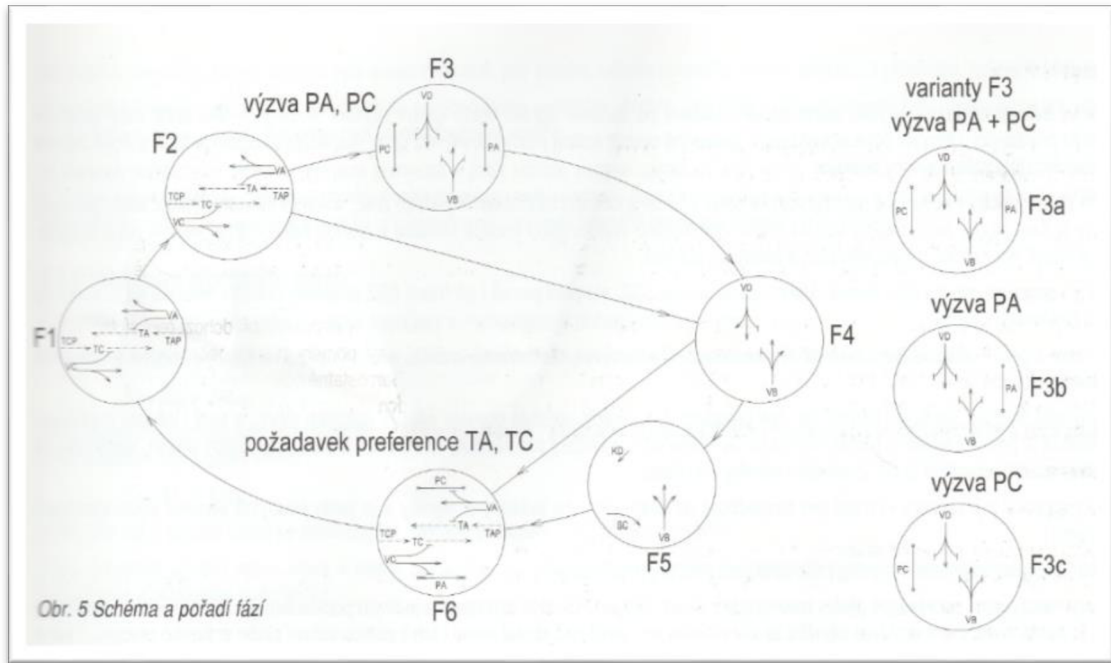 F3
výzva PA, PC
VD
PC
PA
VB
F2
VA
TCP
TA
TAP
TC
VC
F1
VA
TCP
TA
TAP
TC
VD
F4
VB
požadavek preference TA, TC
PC
VA
TA
TCP
TC
TAP
VC
PA
F6
KD
SC
VB
F5
varianty F3
výzva PA + PC
VD
PC
PA
F3a
VB
výzva PA
VD
PA
F3b
VB
výzva PC
VD
PC
F3c
VB
Obr. 5 Schéma a pořadí fází